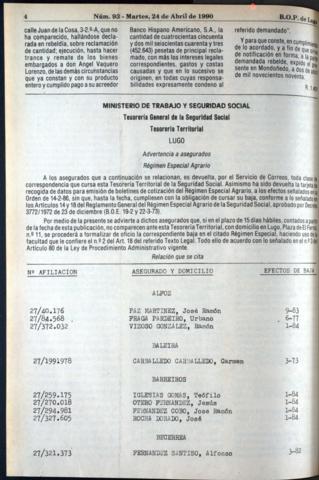 4 Núm. 93 - Martes, 24 de Abril de 1990 B.O.P. de
calle Juan de la Cosa, 3-2.º-A, que no
ha comparecido, hallándose decla-
rada en rebeldía, sobre reclamación
de cantidad; ejecución, hasta hacer
trance y remate de los bienes
embargados a don Angel Vaquero
Lorenzo, de las demás circunstancias
que ya constan y con su producto
entero y cumplido pago a su acreedor
Banco Hispano Americano, S.A., la
cantidad de cuatrocientas cincuenta
y dos mil seiscientas cuarenta y tres
(452.643) pesetas de principal recla-
mado, con más los intereses legales
correspondientes, gastos y costas
causadas y que en lo sucesivo se
originen, en todas cuyas responsa-
bilidades expresamente condeno al
referido demandado".
Y para que conste, en cumplimiento
de lo acordado, y a fin de que
de notificación en forma, a la parte
demandada rebelde, expido el
sente en Mondoñedo, a dos de
de mil novecientos noventa.
MINISTERIO DE TRABAJO Y SEGURIDAD SOCIAL
Tesorería General de la Seguridad Social
Tesorería Territorial
LUGO
Advertencia a asegurados
Régimen Especial Agrario
A los asegurados que a continuación se relacionan, es devuelta, por el Servicio de Correos, toda clase de
correspondencia que cursa esta Tesorería Territorial de la Seguridad Social. Asimismo ha sido devuelta la tarjeta de
recogida de datos para emisión de boletines de cotización del Régimen Especial Agrario, a los efectos señalados en la
Orden de 14-2-86, sin que, hasta la fecha, cumpliesen con la obligación de cursar su baja, conforme a lo señalado en
los Artículos 14 y 18 del Reglamento General del Régimen Especial Agrario de la Seguridad Social, aprobado por Decreto
3772/1972 de 23 de diciembre (B.O.E. 19-2 y 22-3-73).
Por medio de la presente se advierte a dichos asegurados que, si en el plazo de 15 días hábiles, contados a partir
de la fecha de esta publicación, no comparecen ante esta Tesorería Territorial, con domicilio en Lugo, Plaza de El Ferrol,
n.º 11, se procederá a formalizar de oficio la correspondiente baja en el citado Régimen Especial, haciendo uso de la
facultad que le confiere el n.º 2 del Art. 18 del referido Texto Legal. Todo ello de acuerdo con lo señalado en el n.º 3 del
Artículo 80 de la Ley de Procedimiento Administrativo vigente.
Relación que se cita
Nº AFILIACION ASEGURADO Y DOMICILIO EFECTOS DE BAJA
ALFOZ
27/40.176 PAZ MARTINEZ, José Ramón 9-83
27/84.568 FRAGA PARDEIRO, Urbano 6-77
27/372.032 VIZOSO GONZÁLEZ, Ramón 1-84
BALEIRA
27/1991978 CARBALLEDO CARBALLEDO, Carmen 3-73
BARREIROS
27/259.175 IGLESIAS GOMAS, Teófilo 1-84
27/270.018 OTERO FERNANDEZ, Jesús 1-84
27/294.981 FERNANDEZ COBO, Jose Ramón 1-84
27/327.605 ROCHA DORADO, José 1-84
BECERREA
27/321.373 FERNANDEZ SANTISO, Alfonso 3-82